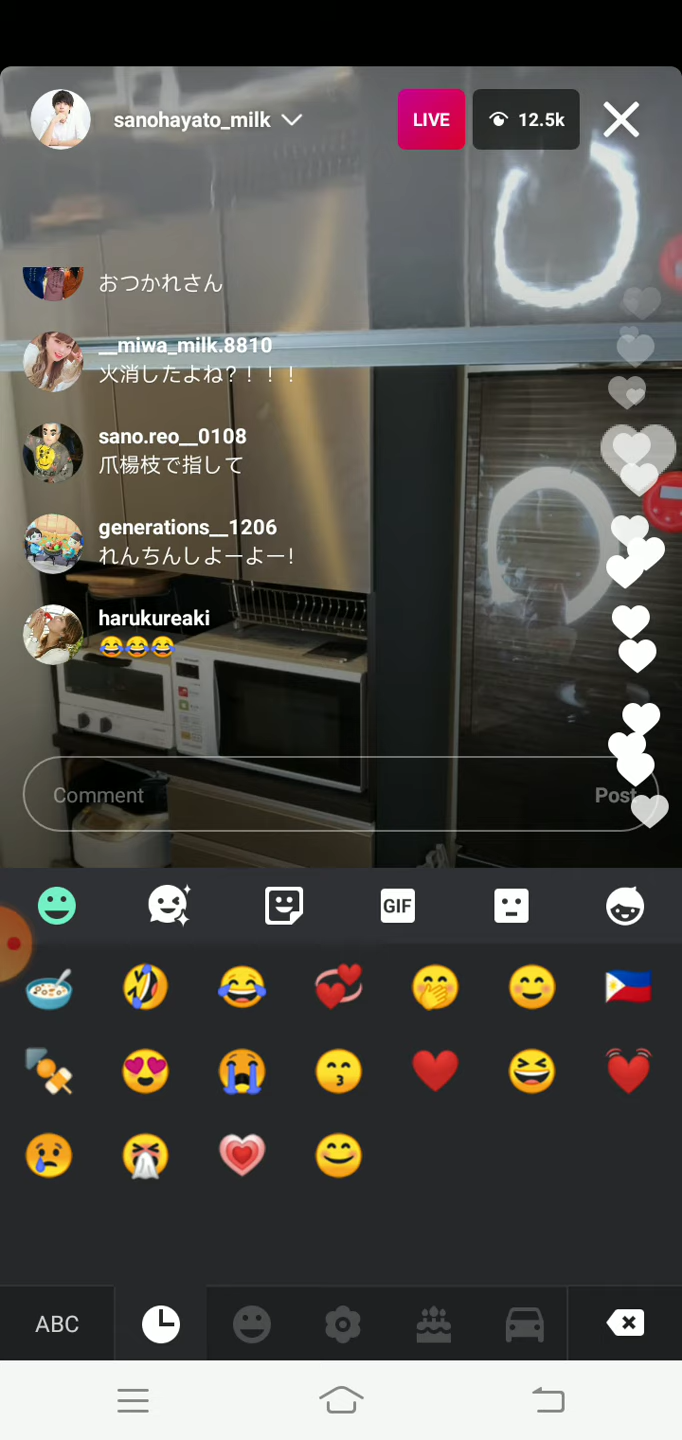 sanohayato_milk
LIVE
12.5k
おつかれさん
__miwa_milk.8810
火消したよね?！！！
sano.reo__0108
爪楊枝で指して
generations__1206
れんちんしよーよー!
harukureaki
😂😂😂
Comment
Post
GIF
ABC